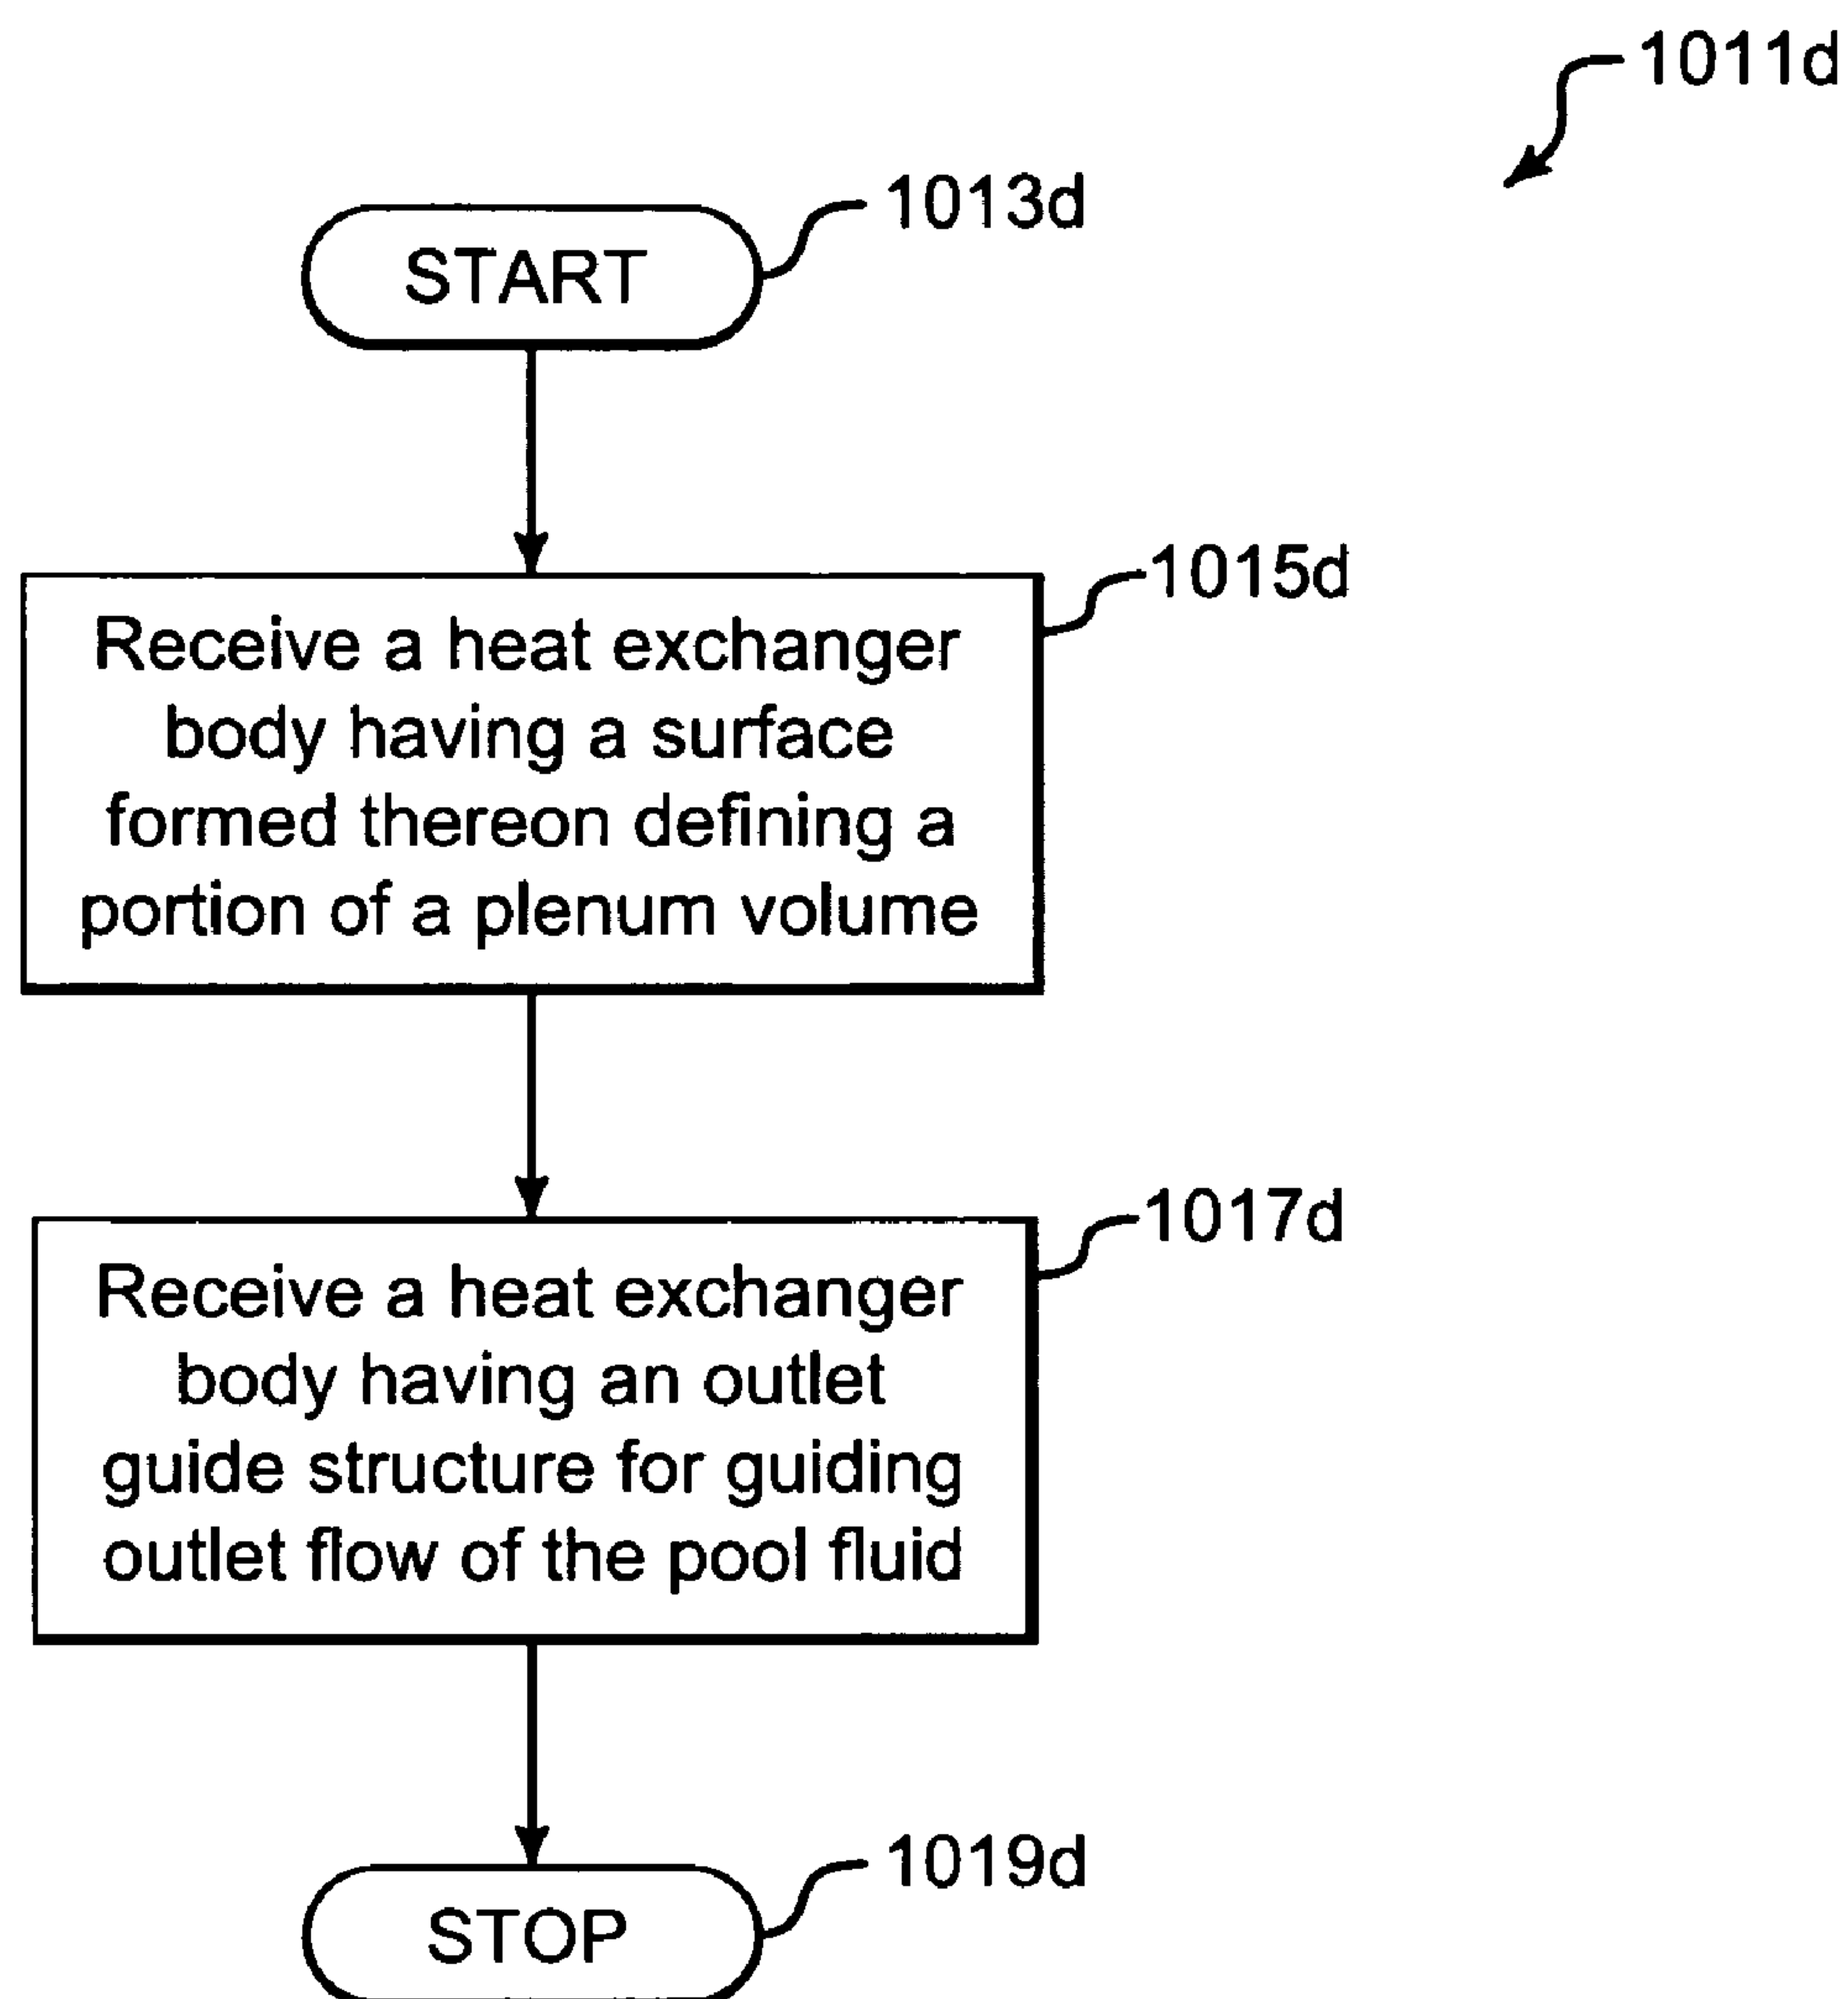 1011d
1013d
START
1015d
Receive a heat exchanger
body having a surface
formed thereon defining a
portion of a plenum volume
1017d
Receive a heat exchanger
body having an outlet
guide structure for guiding
outlet flow of the pool fluid
1019d
STOP